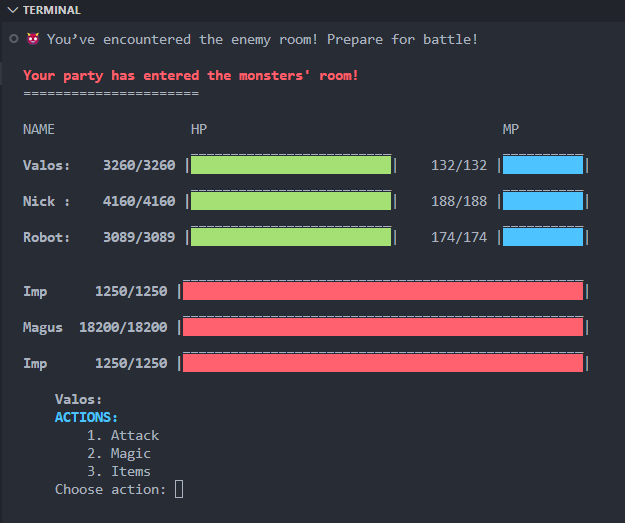 TERMINAL
👿 You’ve encountered the enemy room! Prepare for battle!
Your party has entered the monsters' room!
======================
NAME HP MP
Valos: 3260/3260 | | 132/132 | |
Nick : 4160/4160 | | 188/188 | |
Robot: 3089/3089 | | 174/174 | |
Imp 1250/1250 | |
Magus 18200/18200 | |
Imp 1250/1250 | |
Valos:
ACTIONS:
1. Attack
2. Magic
3. Items
Choose action: